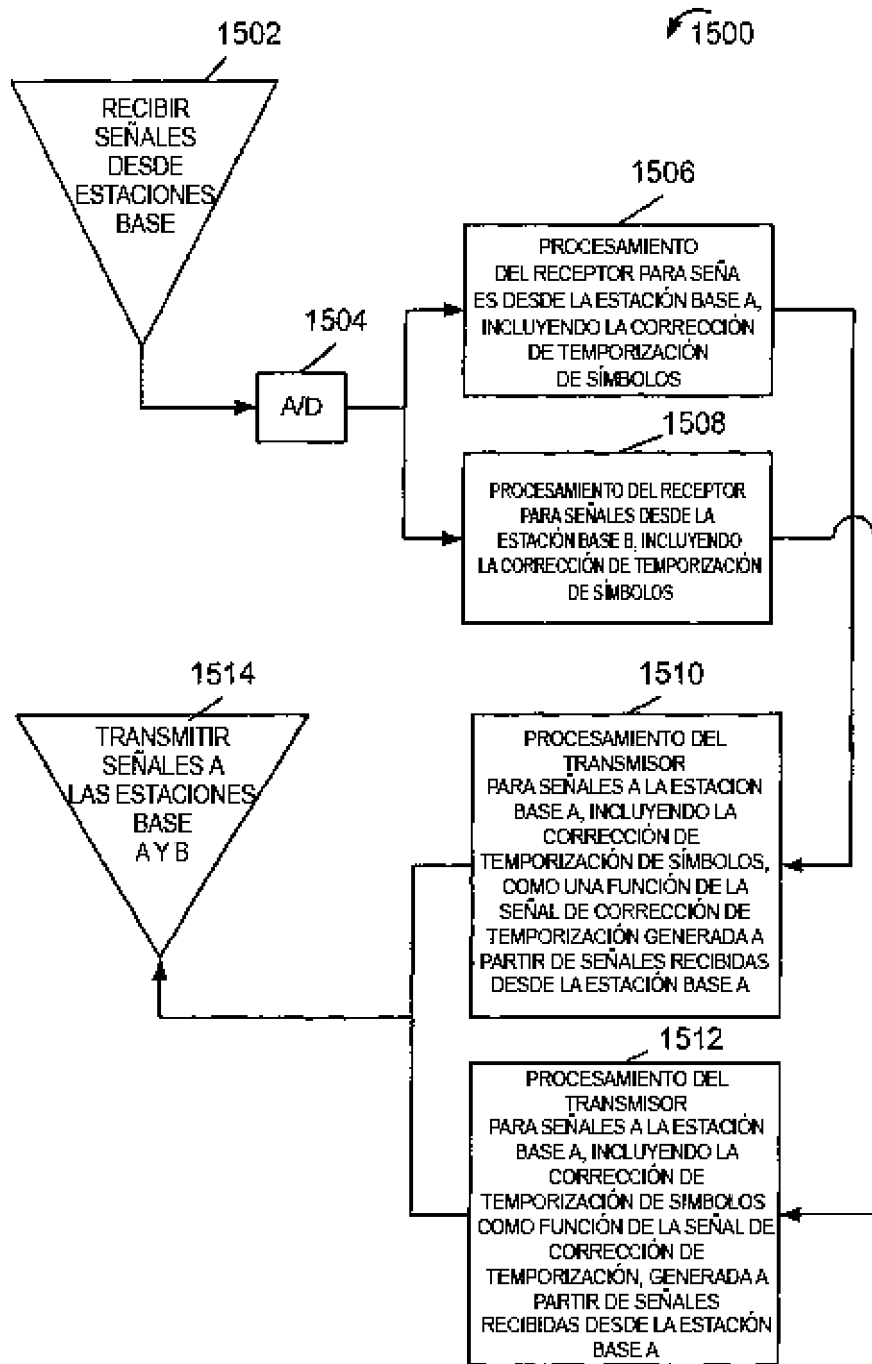 1502
1500
RECIBIR
SEÑALES
DESDE
ESTACIONES
BASE
1506
PROCESAMIENTO
DEL RECEPTOR PARA SEÑA
ES DESDE LA ESTACIÓN BASE A,
INCLUYENDO LA CORRECCIÓN
DE TEMPORIZACIÓN
DE SÍMBOLOS
1504
A/D
1508
PROCESAMIENTO DEL RECEPTOR
PARA SEÑALES DESDE LA
ESTACIÓN BASE B, INCLUYENDO
LA CORRECCIÓN DE TEMPORIZACIÓN
DE SÍMBOLOS
1514
TRANSMITIR
SEÑALES A
LAS ESTACIONES
BASE
A Y B
1510
PROCESAMIENTO DEL
TRANSMISOR
PARA SEÑALES A LA ESTACION
BASE A, INCLUYENDO LA
CORRECCIÓN DE
TEMPORIZACIÓN DE SÍMBOLOS,
COMO UNA FUNCIÓN DE LA
SEÑAL DE CORRECCIÓN DE
TEMPORIZACIÓN GENERADA A
PARTIR DE SEÑALES RECIBIDAS
DESDE LA ESTACIÓN BASE A
1512
PROCESAMIENTO DEL
TRANSMISOR
PARA SEÑALES A LA ESTACIÓN
BASE A, INCLUYENDO LA
CORRECCIÓN DE
TEMPORIZACIÓN DE SIMBOLOS
COMO FUNCIÓN DE LA SEÑAL DE
CORRECCIÓN DE
TEMPORIZACIÓN, GENERADA A
PARTIR DE SEÑALES
RECIBIDAS DESDE LA ESTACIÓN
BASE A